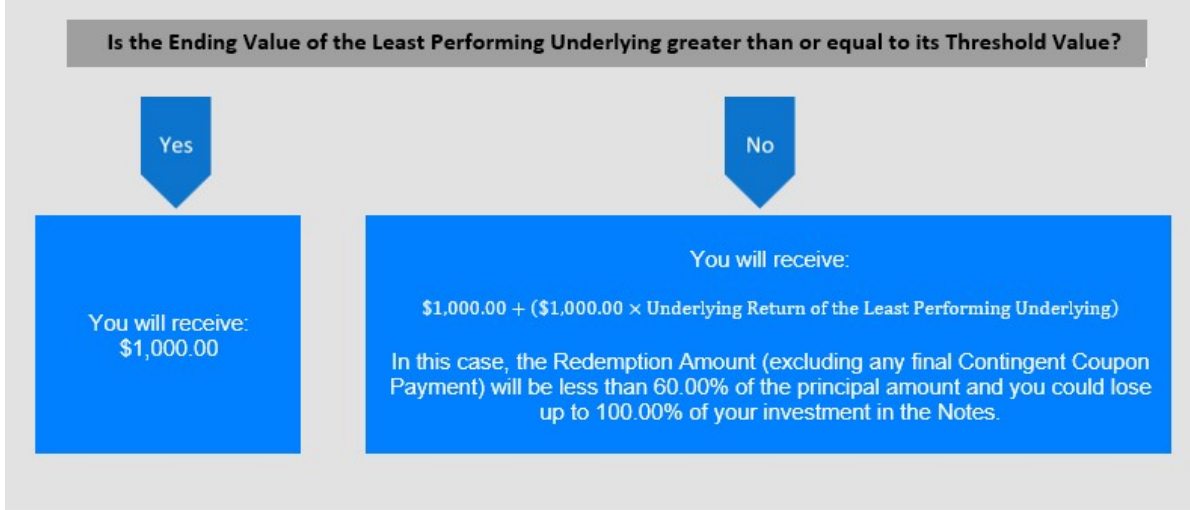 Is the Ending Value of the Least Performing Underlying greater than or equal to its Threshold Value?
Yes
No
You will receive:
$1,000.00
You will receive:
$1,000.00 + ($1,000.00 × Underlying Return of the Least Performing Underlying)
In this case, the Redemption Amount (excluding any final Contingent Coupon
Payment) will be less than 60.00% of the principal amount and you could lose
up to 100.00% of your investment in the Notes.